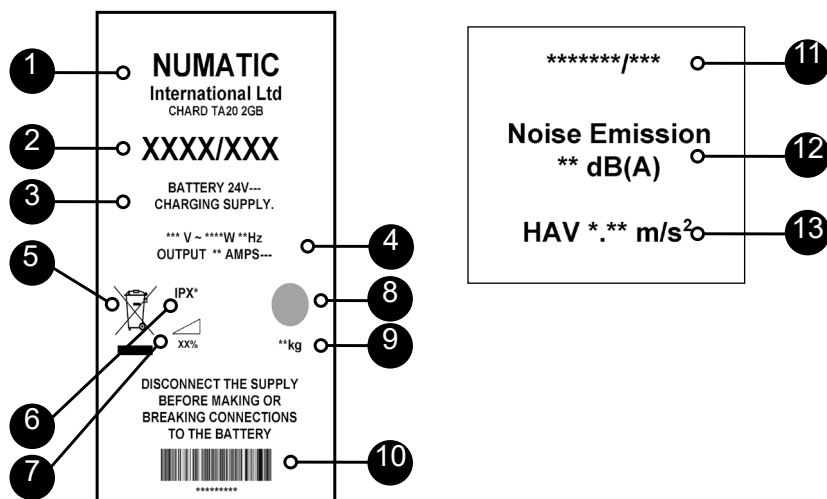 1
NUMATIC
International Ltd
CHARD TA20 2GB
2
XXXX/XXX
3
BATTERY 24V---
CHARGING SUPPLY.
*** V ~ ****W **Hz
OUTPUT ** AMPS---
4
5
IPX*
8
XX%
**kg
9
6
7
DISCONNECT THE SUPPLY
BEFORE MAKING OR
BREAKING CONNECTIONS
TO THE BATTERY
10
*********
*******/***
11
Noise Emission
** dB(A)
12
HAV *.** m/s²
13